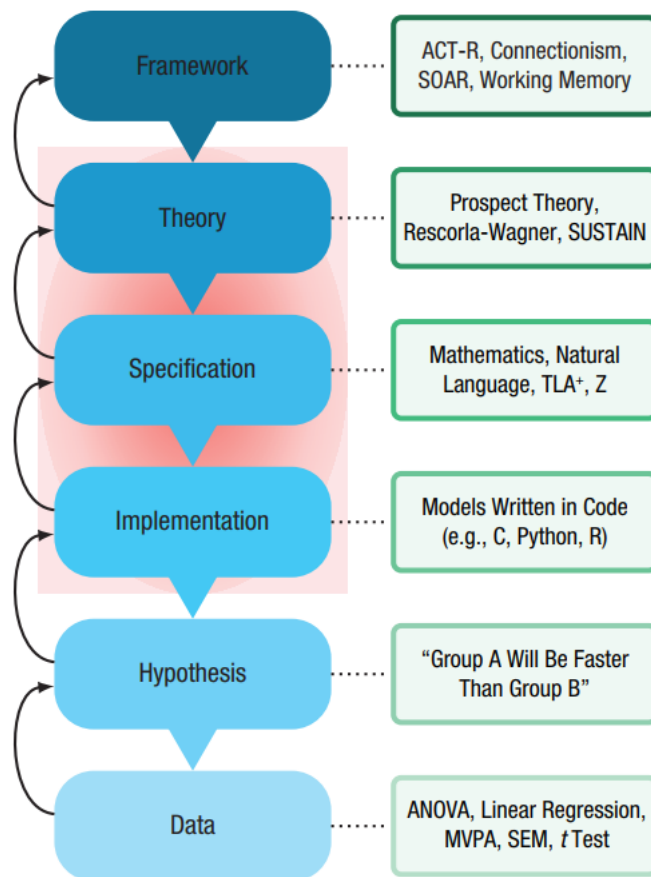 Framework
ACT-R, Connectionism,
SOAR, Working Memory
Theory
Prospect Theory,
Rescorla-Wagner, SUSTAIN
Specification
Mathematics, Natural
Language, TLA⁺, Z
Implementation
Models Written in Code
(e.g., C, Python, R)
Hypothesis
“Group A Will Be Faster
Than Group B”
Data
ANOVA, Linear Regression,
MVPA, SEM, t Test